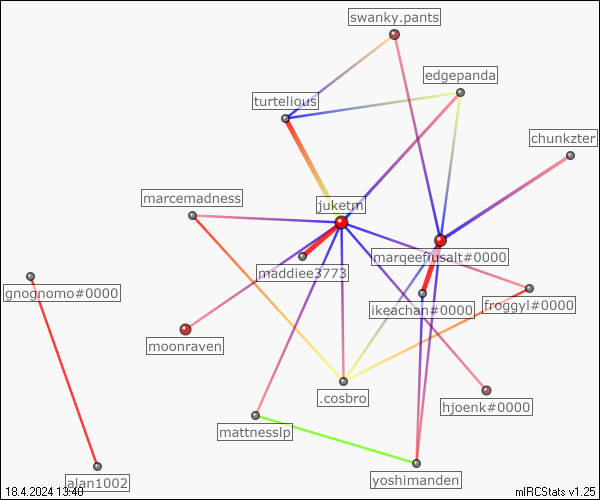 swanky.pants
edgepanda
turtelious
chunkzter
marcemadness
juketm
marqeefiusalt#0000
maddiee3773
gnognomo#0000
ikeachan#0000
froggyl#0000
moonraven
.cosbro
hjoenk#0000
mattnesslp
yoshimanden
alan1002
18.4.2024 13:40
mIRCStats v1.25